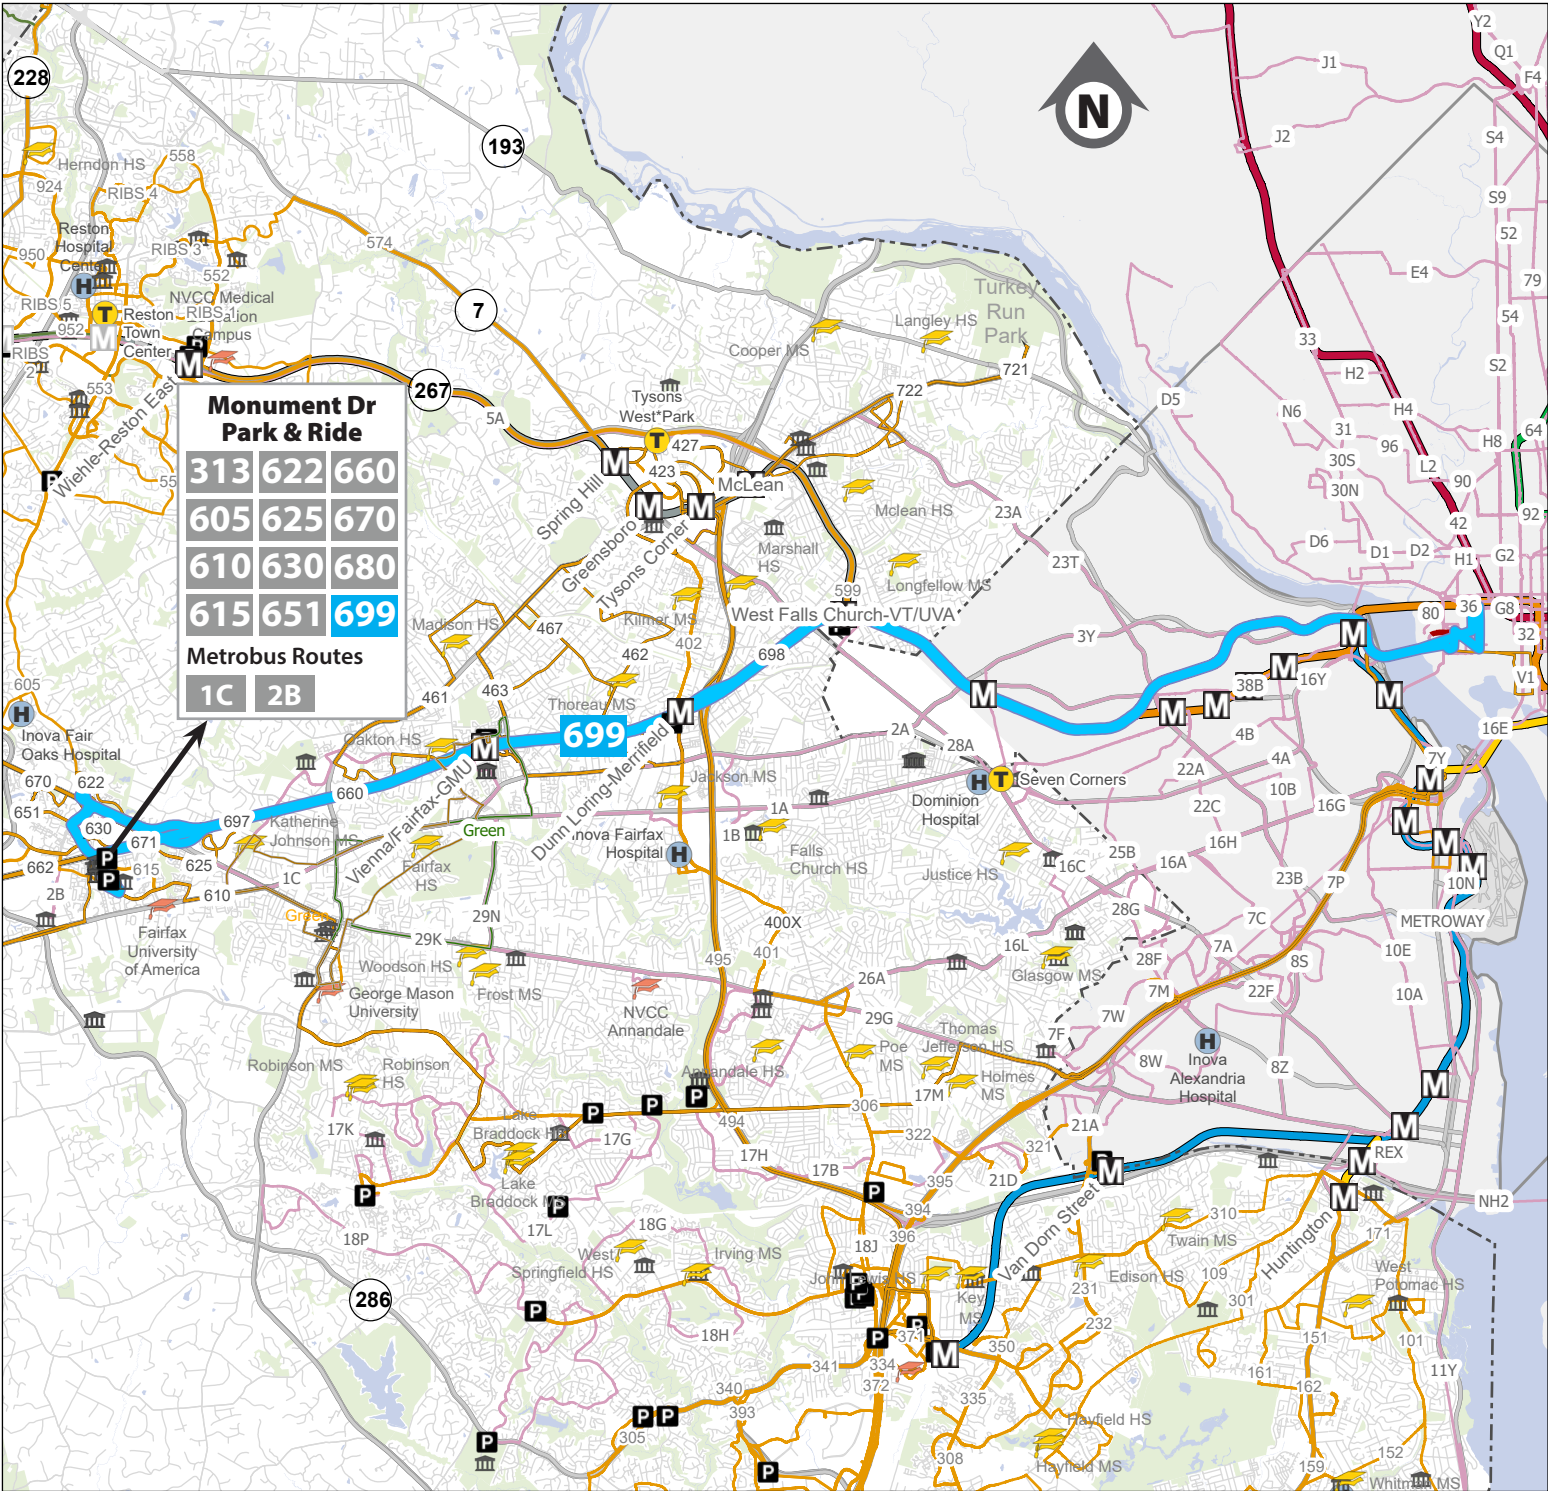 Y2
Q1
J1
F4
228
193
N
J2
S4
Herndon HS
558
924
RIBS 4
S9
Reston
Hospital
Center
H
574
RIBS 3
52
950
552
E4
79
RIBS 5
NVCC Medical
RIBS 1
Campus
T
Reston
Town
Center
952
M
RIBS
2
7
Turkey
Run
Park
Langley HS
Cooper MS
54
33
S2
H2
553
267
5A
Tysons
West*Park
T
427
423
722
721
D5
N6
H4
31
96
64
H8
30S
L2
90
30N
92
42
Wiehle-Reston East
Monument Dr
Park & Ride
313 622 660
605 625 670
610 630 680
615 651 699
Metrobus Routes
1C 2B
Spring Hill
M
McLean
Greensboro
Tysons Corner
Mclean HS
23A
Marshall
HS
D6
D1
D2
H1
G2
23T
Longfellow MS
599
West Falls Church-VT/UVA
80
36
G8
32
Madison HS
467
Kilmer MS
402
462
3Y
698
605
H
Inova Fair
Oaks Hospital
461
463
Thoreau MS
699
38B
16Y
V1
Oakton HS
2A
28A
4B
16E
7Y
Jackson MS
Seven Corners
22A
4A
10B
670
622
660
Vienna/Fairfax-GMU
Dunn Loring-Merrifield
651
630
697
Katherine
Johnson MS
Green
1A
Dominion
Hospital
22C
16G
671
Inova Fairfax
Hospital
1B
Falls
Church HS
16H
662
615
625
Fairfax
HS
Justice HS
16C
25B
16A
2B
610
1C
23B
7P
10N
Green
29N
400X
28G
7C
METROWAY
Fairfax
University
of America
29K
495
401
16L
28F
7A
8S
10E
Woodson HS
Frost MS
26A
Glasgow MS
7M
22F
10A
George Mason
University
NVCC
Annandale
29G
7W
Thomas
Jefferson HS
7F
Poe
MS
H
Inova
Alexandria
Hospital
Robinson MS
Robinson
HS
Annandale HS
Holmes
MS
8W
8Z
17M
306
Lake
Braddock HS
494
17K
17G
322
321
21A
17H
17B
REX
395
21D
Lake
Braddock MS
394
NH2
17L
18G
396
310
18P
18J
Van Dorn Street
Twain MS
Huntington
171
West
Springfield HS
Irving MS
John Lewis HS
Edison HS
109
West
Potomac HS
231
301
Key
MS
286
18H
371
232
151
101
350
334
341
161
11Y
372
162
340
335
393
Hayfield HS
305
308
Hayfield MS
152
159
Whitman MS